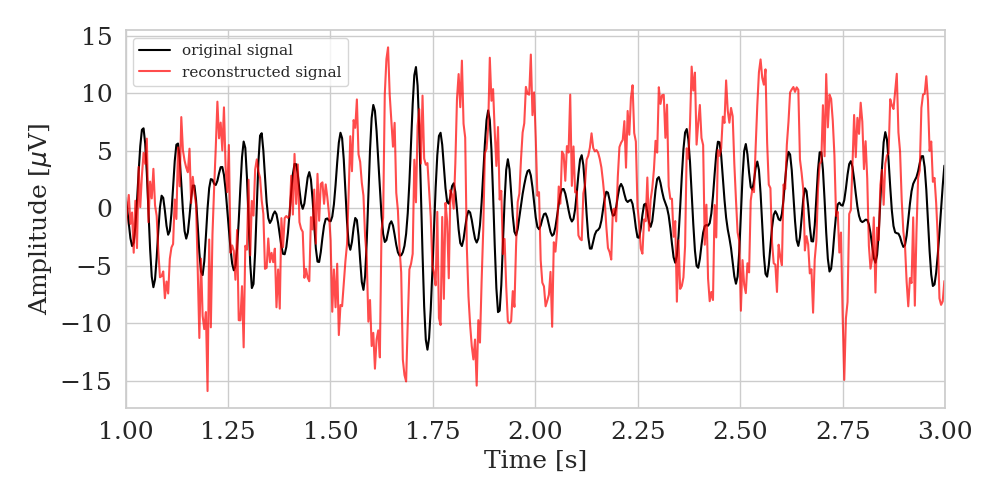 original signal
reconstructed signal
Amplitude [μV]
15
10
5
0
−5
−10
−15
1.00 1.25 1.50 1.75 2.00 2.25 2.50 2.75 3.00
Time [s]